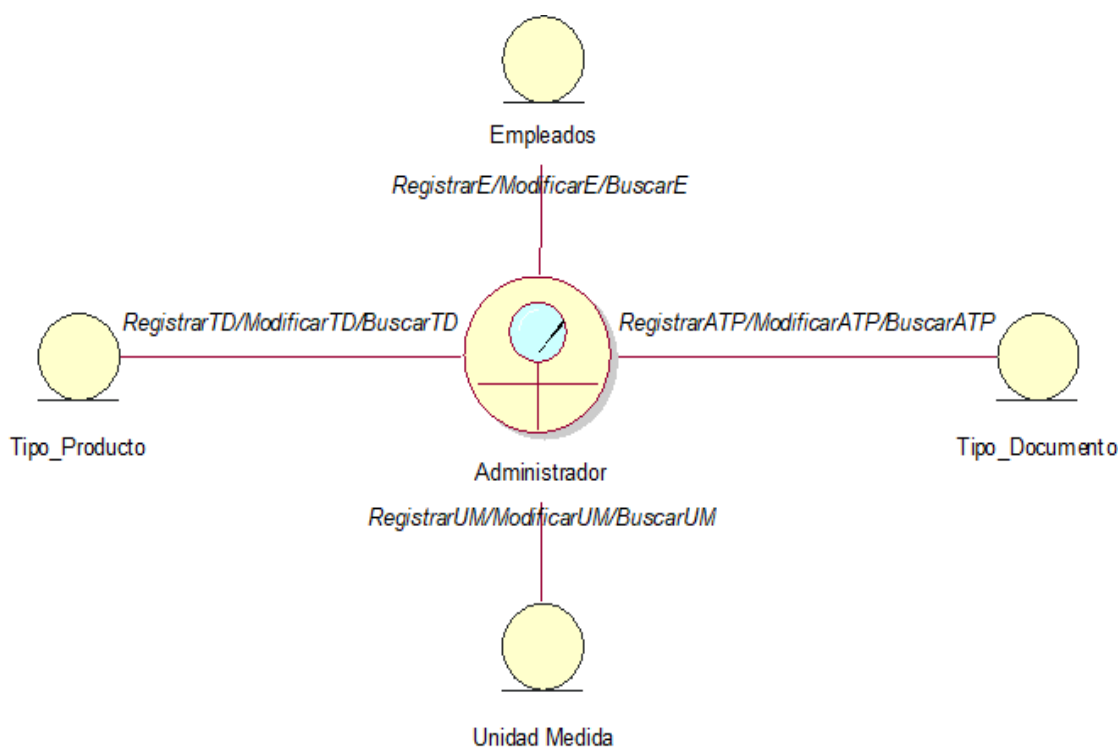 Empleados
RegistrarE/ModificarE/BuscarE
RegistrarTD/ModificarTD/BuscarTD
RegistrarATP/ModificarATP/BuscarATP
Tipo_Producto
Tipo_Documento
Administrador
RegistrarUM/ModificarUM/BuscarUM
Unidad Medida